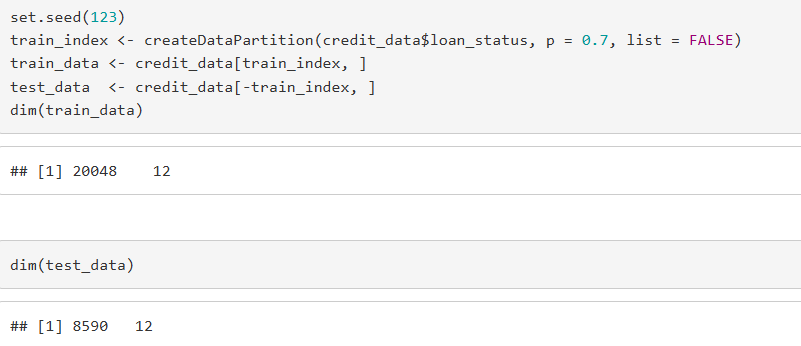 set.seed(123)
train_index <- createDataPartition(credit_data$loan_status, p = 0.7, list = FALSE)
train_data <- credit_data[train_index, ]
test_data  <- credit_data[-train_index, ]
dim(train_data)
## [1] 20048    12
dim(test_data)
## [1] 8590   12